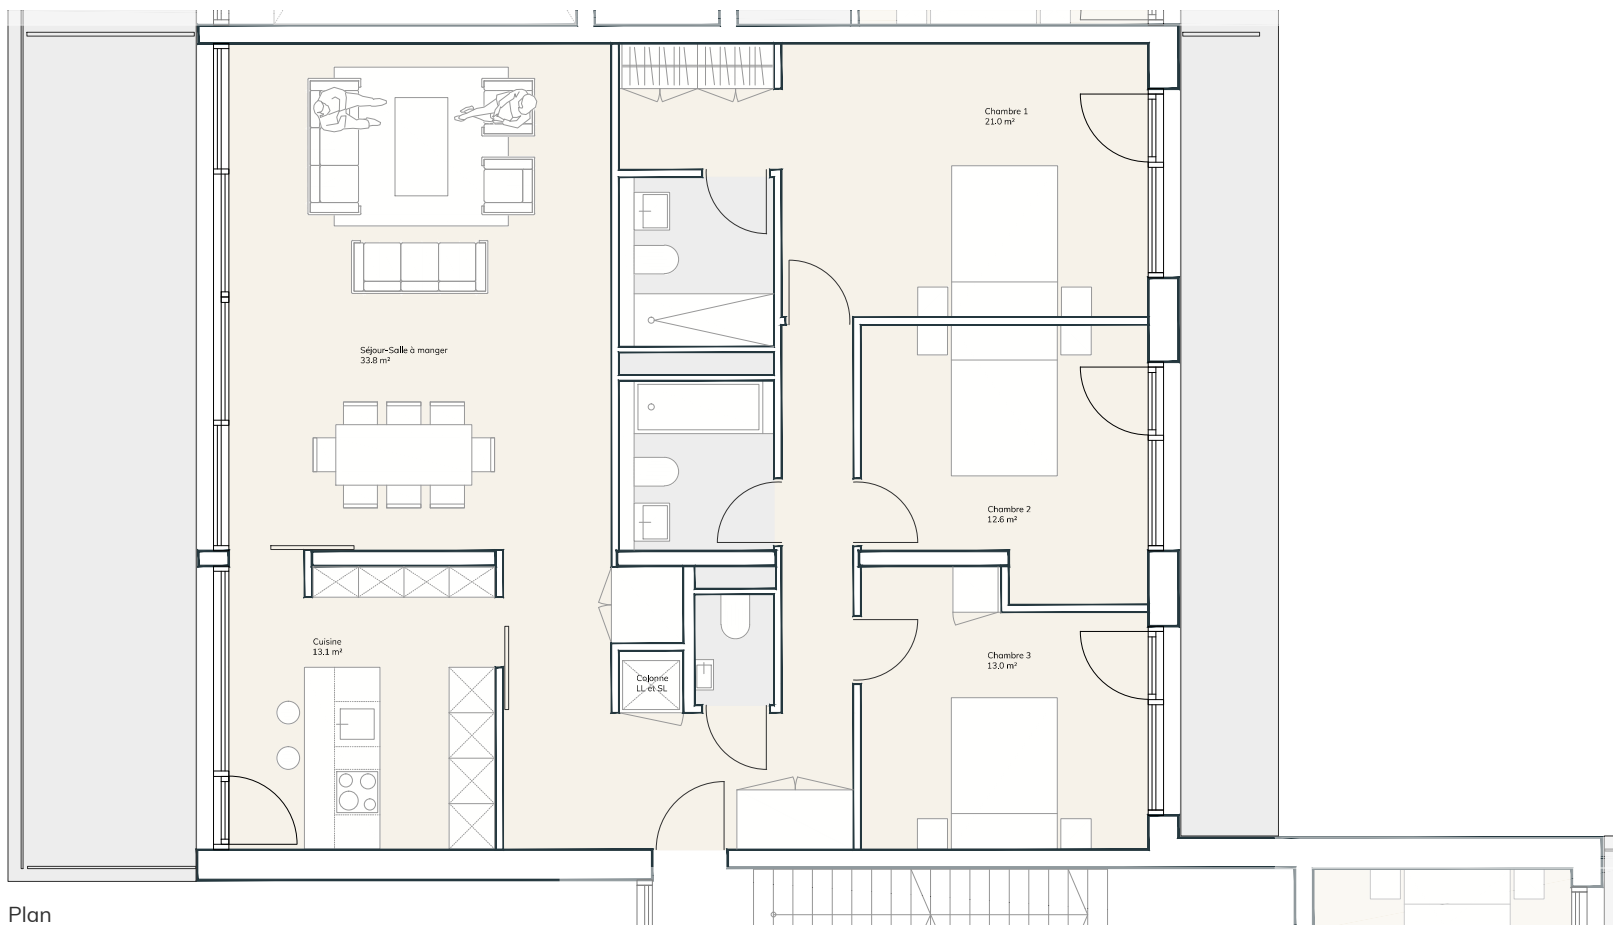 Chambre 1
21.0 m²
Séjour-Salle à manger
33.8 m²
Chambre 2
12.6 m²
Cuisine
13.1 m²
Chambre 3
13.0 m²
Colonne
LL et SL
Plan